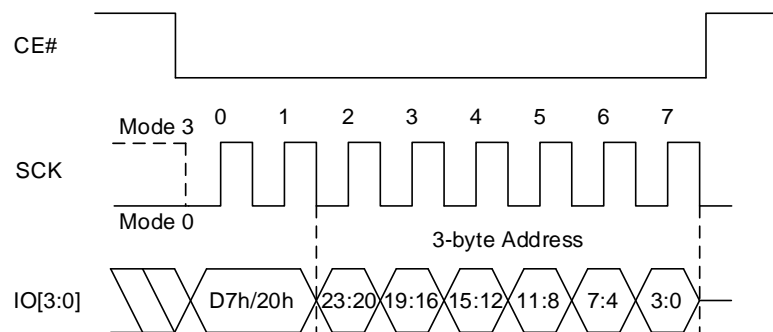 CE#
Mode 3
0 1 2 3 4 5 6 7
SCK
Mode 0
3-byte Address
IO[3:0] D7h/20h 23:20 19:16 15:12 11:8 7:4 3:0